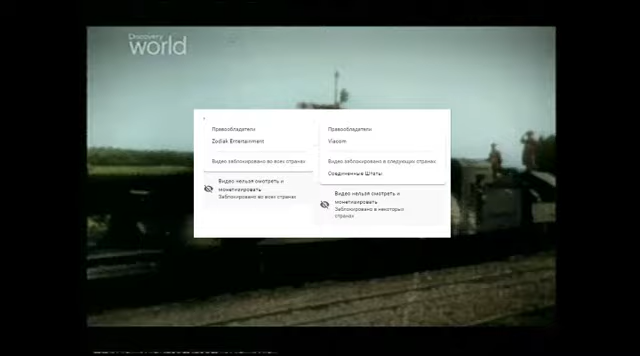 Discovery
world
Правообладатели
Zodiak Entertainment
Видео заблокировано во всех странах
Видео нельзя смотреть и
монетизировать
Заблокировано во всех странах
Правообладатели
Viacom
Видео заблокировано в следующих странах
Соединенные Штаты
Видео нельзя смотреть и
монетизировать
Заблокировано в некоторых
странах